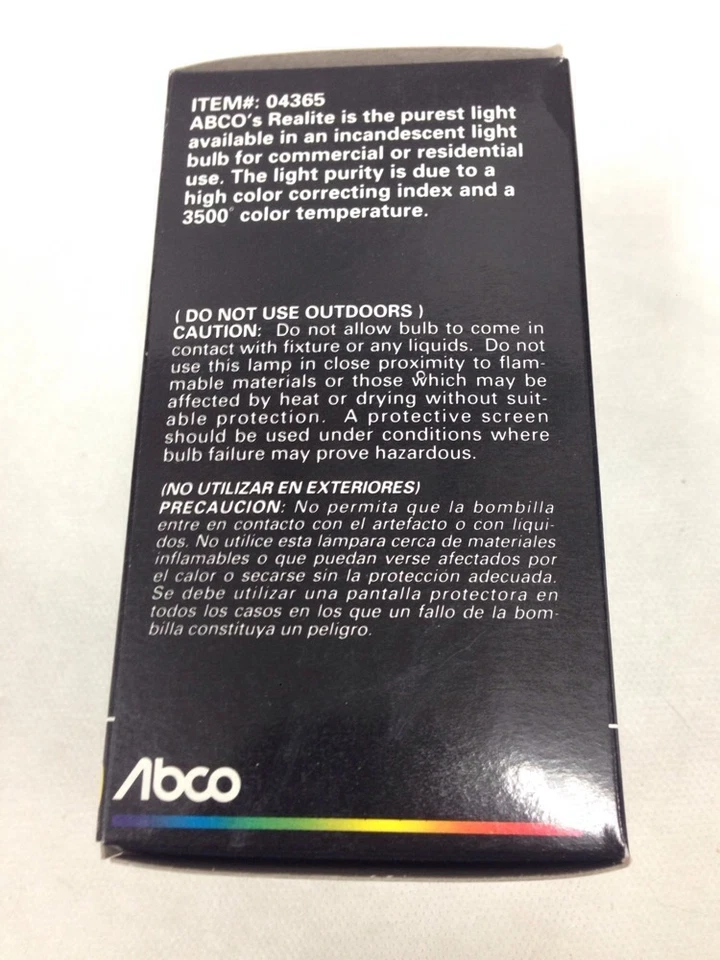 ITEM#: 04365
ABCO's Realite is the purest light
available in an incandescent light
bulb for commercial or residential
use. The light purity is due to a
high color correcting index and a
3500° color temperature.
( DO NOT USE OUTDOORS )
CAUTION: Do not allow bulb to come in
contact with fixture or any liquids. Do not
use this lamp in close proximity to flam-
mable materials or those which may be
affected by heat or drying without suit-
able protection. A protective screen
should be used under conditions where
bulb failure may prove hazardous.
(NO UTILIZAR EN EXTERIORES)
PRECAUCION: No permita que la bombilla
entre en contacto con el artefacto o con liqui-
dos. No utilice esta lámpara cerca de materiales
inflamables o que puedan verse afectados por
el calor o secarse sin la protección adecuada.
Se debe utilizar una pantalla protectora en
todos los casos en los que un fallo de la bom-
billa constituya un peligro.
Abco